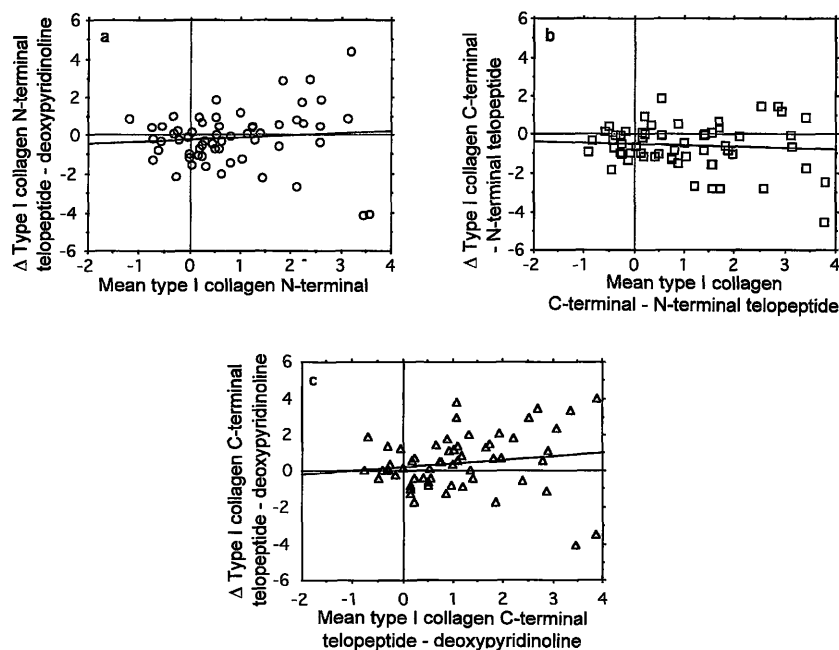 a
6
4
2
0
-2
-4
-6
Δ Type I collagen N-terminal
telopeptide - deoxypyridinoline
-2 -1 0 1 2 3 4
Mean type I collagen N-terminal
b
6
4
2
0
-2
-4
-6
Δ Type I collagen C-terminal
- N-terminal telopeptide
-2 -1 0 1 2 3 4
Mean type I collagen
C-terminal - N-terminal telopeptide
c
6
4
2
0
-2
-4
-6
Δ Type I collagen C-terminal
telopeptide - deoxypyridinoline
-2 -1 0 1 2 3 4
Mean type I collagen C-terminal
telopeptide - deoxypyridinoline